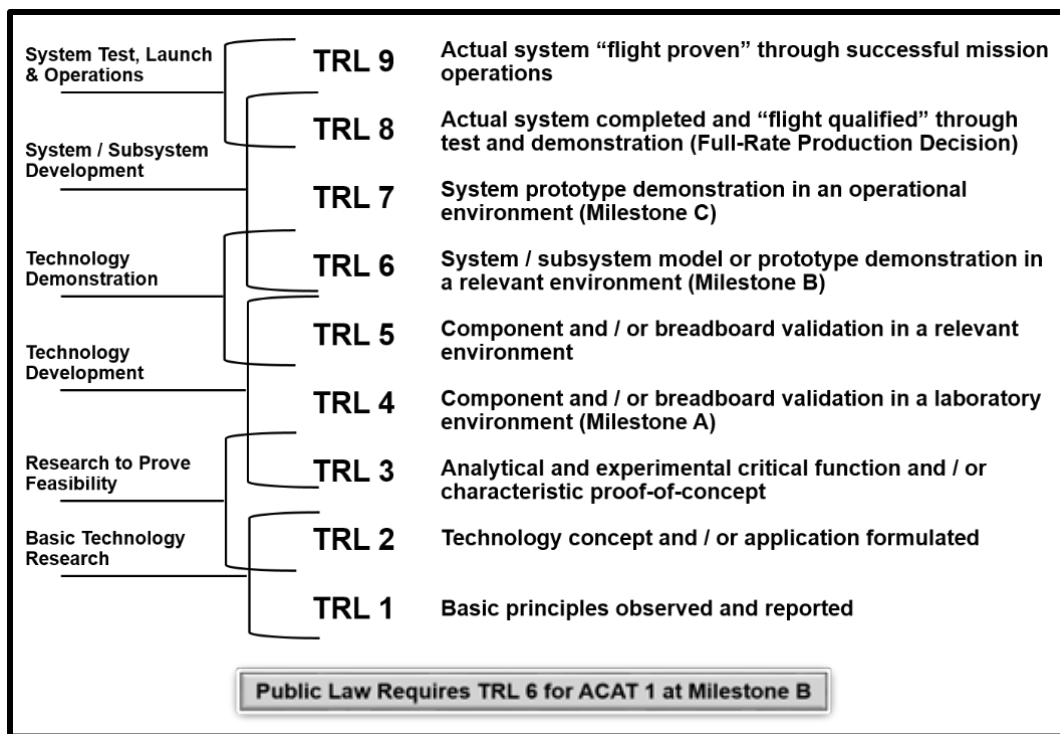 System Test, Launch
& Operations
TRL 9
Actual system “flight proven” through successful mission
operations
System / Subsystem
Development
TRL 8
Actual system completed and “flight qualified” through
test and demonstration (Full-Rate Production Decision)
TRL 7
System prototype demonstration in an operational
environment (Milestone C)
Technology
Demonstration
TRL 6
System / subsystem model or prototype demonstration in
a relevant environment (Milestone B)
TRL 5
Component and / or breadboard validation in a relevant
environment
Technology
Development
TRL 4
Component and / or breadboard validation in a laboratory
environment (Milestone A)
Research to Prove
Feasibility
TRL 3
Analytical and experimental critical function and / or
characteristic proof-of-concept
Basic Technology
Research
TRL 2
Technology concept and / or application formulated
TRL 1
Basic principles observed and reported
Public Law Requires TRL 6 for ACAT 1 at Milestone B